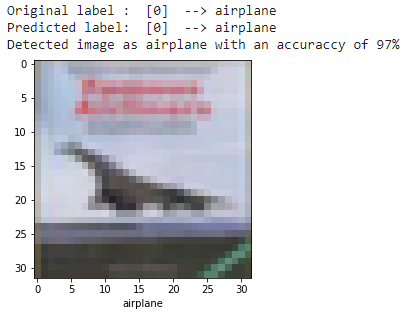 Original label :  [0]  --> airplane
Predicted label:  [0]  --> airplane
Detected image as airplane with an accuraccy of 97%
0
5
10
15
20
25
30
0 5 10 15 20 25 30
airplane